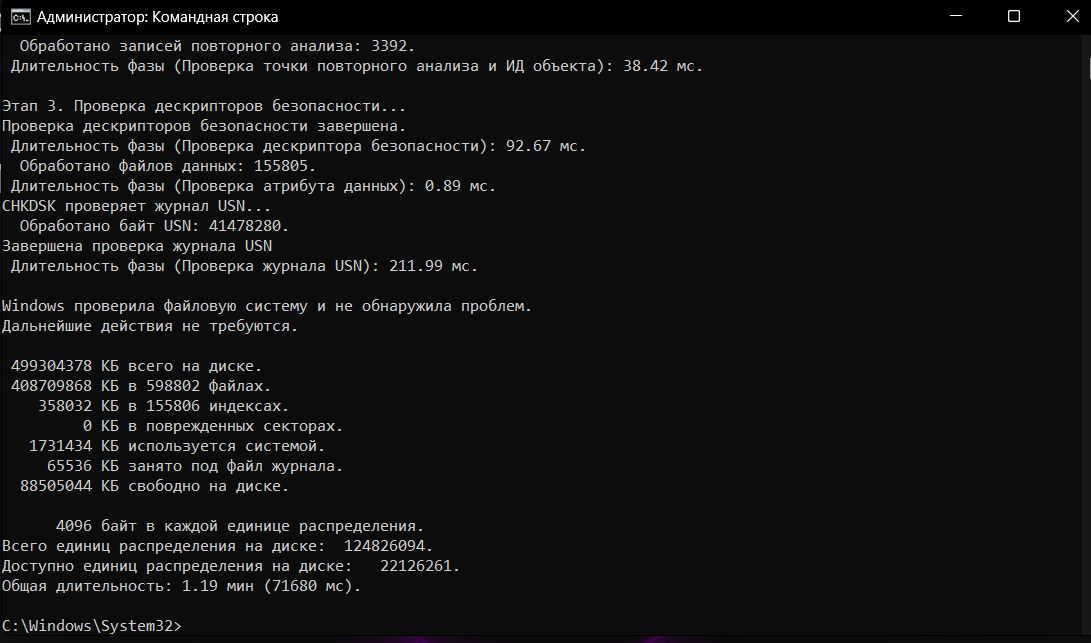 Администратор: Командная строка
Обработано записей повторного анализа: 3392.
Длительность фазы (Проверка точки повторного анализа и ИД объекта): 38.42 мс.
Этап 3. Проверка дескрипторов безопасности...
Проверка дескрипторов безопасности завершена.
Длительность фазы (Проверка дескриптора безопасности): 92.67 мс.
Обработано файлов данных: 155805.
Длительность фазы (Проверка атрибута данных): 0.89 мс.
CHKDSK проверяет журнал USN...
Обработано байт USN: 41478280.
Завершена проверка журнала USN
Длительность фазы (Проверка журнала USN): 211.99 мс.
Windows проверила файловую систему и не обнаружила проблем.
Дальнейшие действия не требуются.
499304378 КБ всего на диске.
408709868 КБ в 598802 файлах.
358032 КБ в 155806 индексах.
0 КБ в поврежденных секторах.
1731434 КБ используется системой.
65536 КБ занято под файл журнала.
88505044 КБ свободно на диске.
4096 байт в каждой единице распределения.
Всего единиц распределения на диске:  124826094.
Доступно единиц распределения на диске:   22126261.
Общая длительность: 1.19 мин (71680 мс).
C:\Windows\System32>